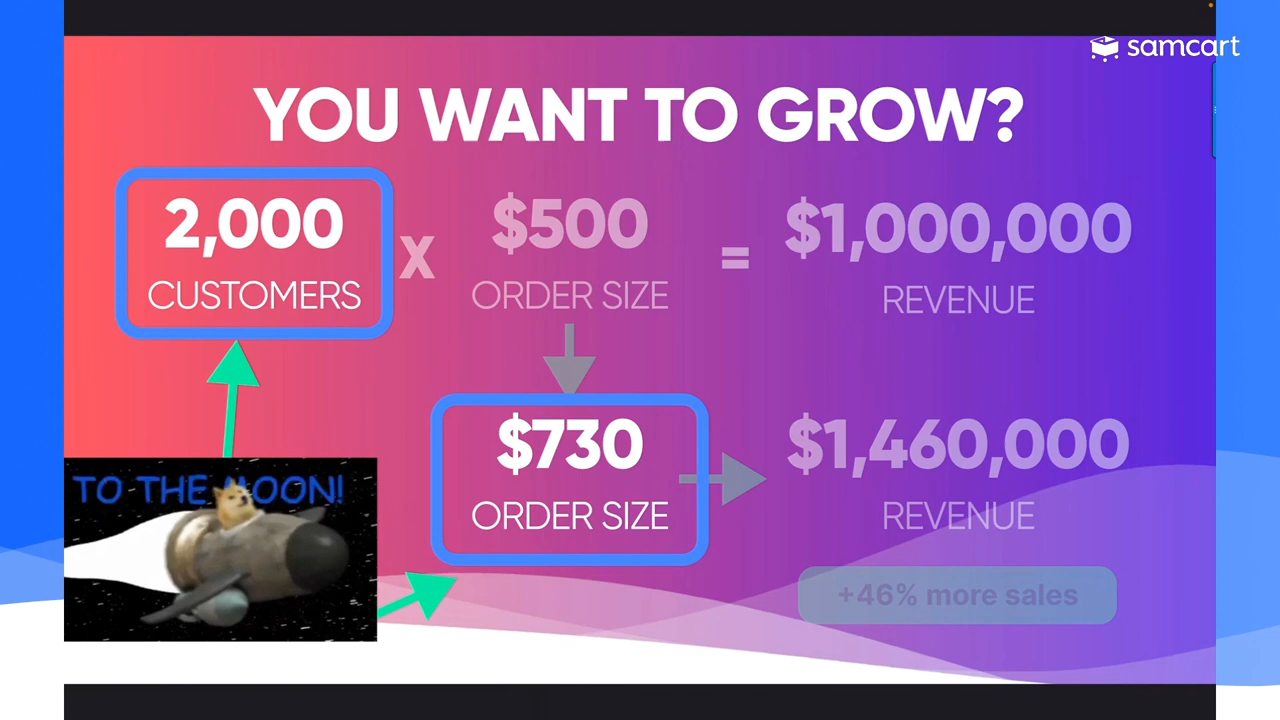 samcart
YOU WANT TO GROW?
2,000
CUSTOMERS
X
$500
ORDER SIZE
=
$1,000,000
REVENUE
$730
ORDER SIZE
$1,460,000
REVENUE
TO THE MOON!
+46% more sales